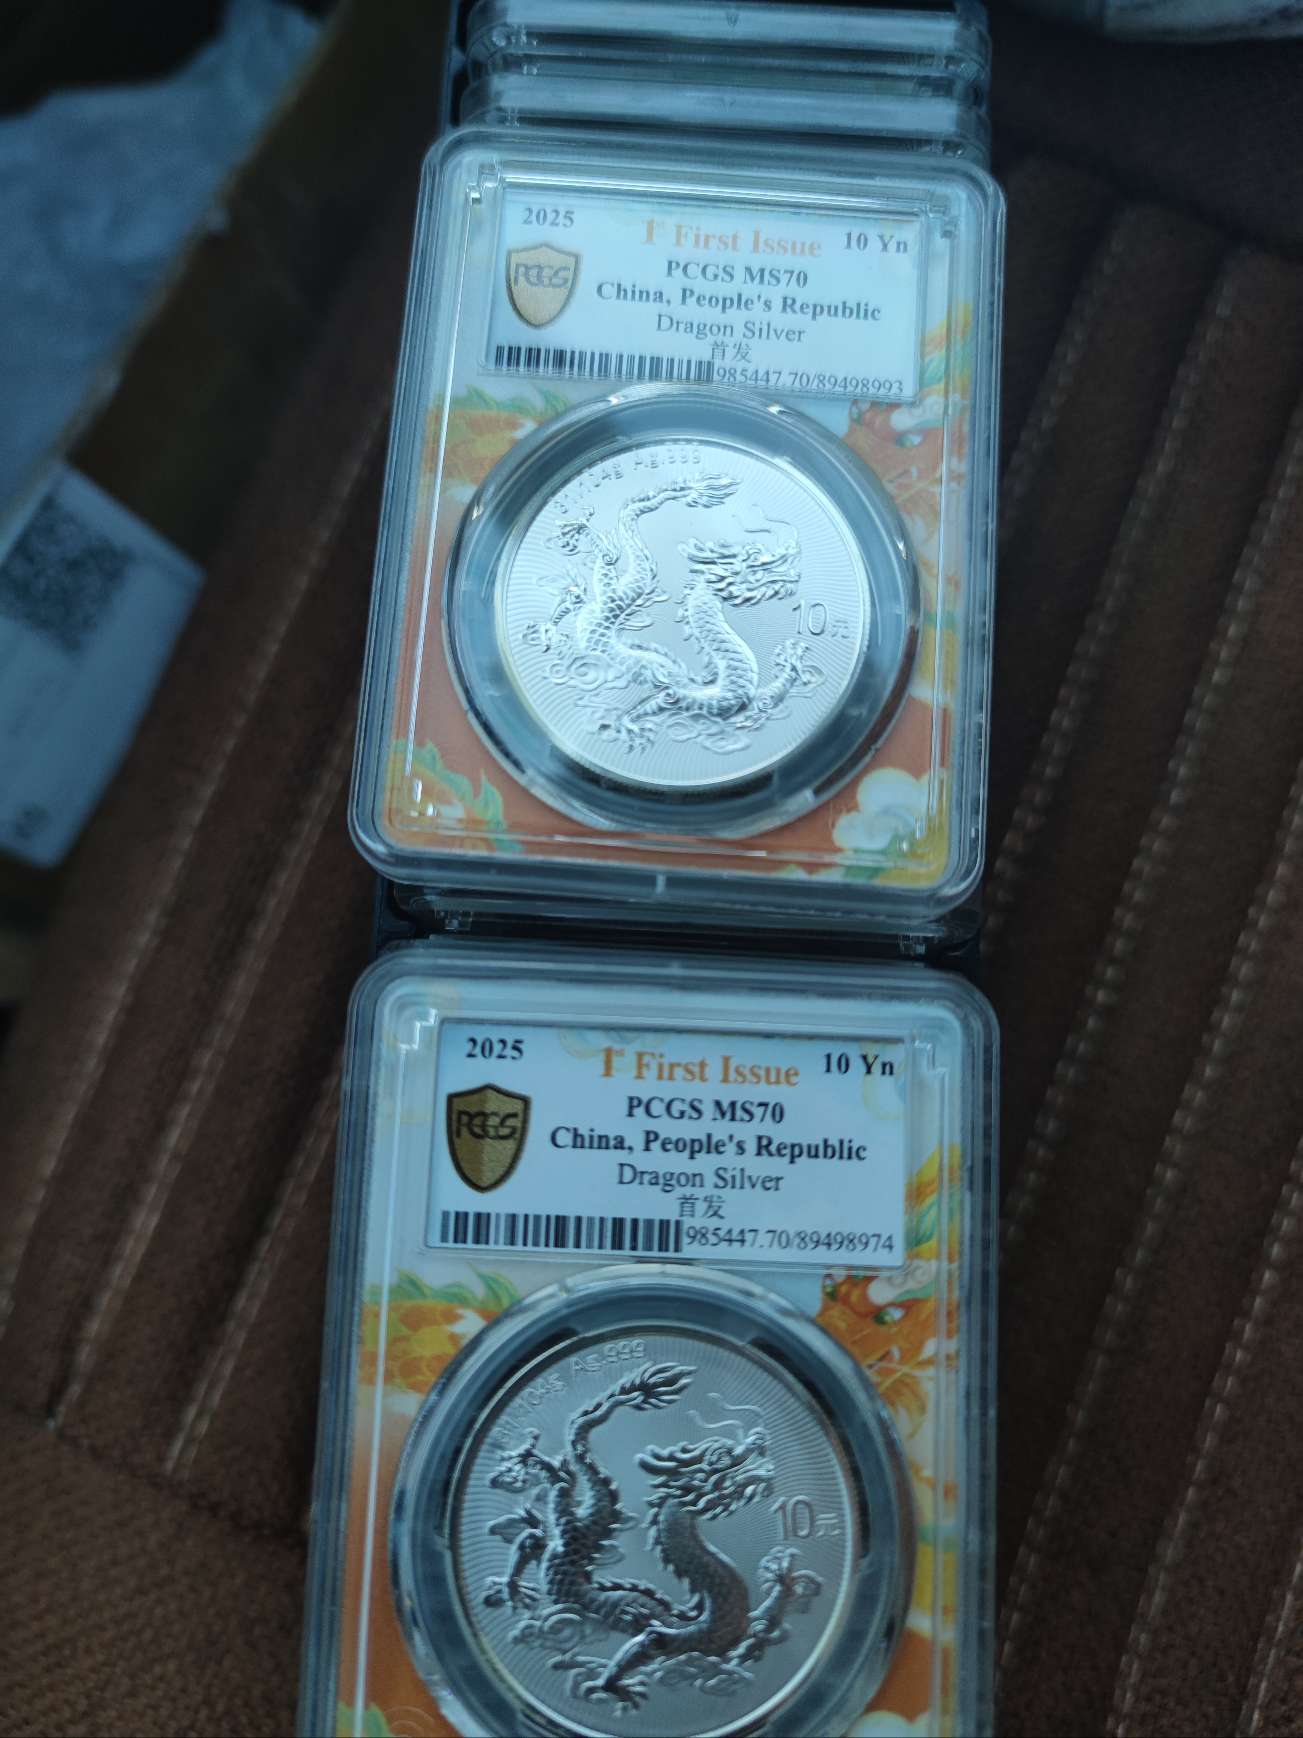 2025
1st First Issue
10 Yn
PCGS
PCGS MS70
China, People's Republic
Dragon Silver
首发
985447.70/89498993
Ag.999
10元
2025
1st First Issue
10 Yn
PCGS
PCGS MS70
China, People's Republic
Dragon Silver
首发
985447.70/89498974
31.104g Ag.999
10元